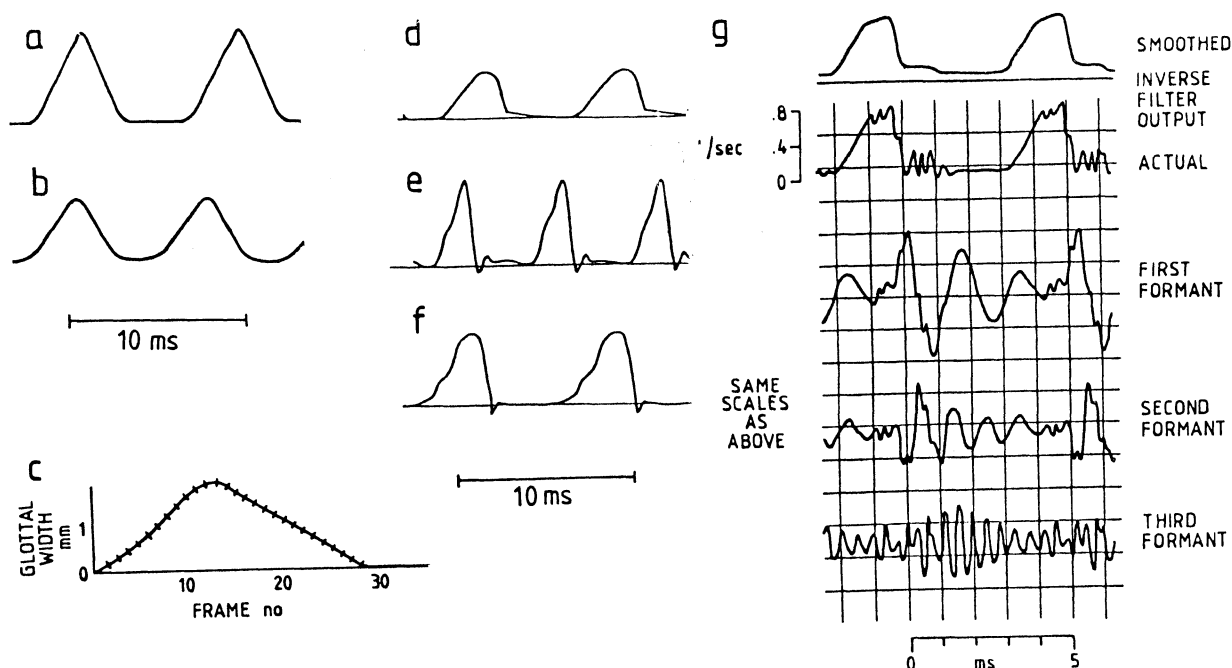 a
b
10 ms
c
GLOTTAL
WIDTH
mm
1
0
10
20
30
FRAME no
d
e
f
10 ms
g
SMOOTHED
INVERSE
FILTER
OUTPUT
.8
'/sec
.4
0
ACTUAL
FIRST
FORMANT
SAME
SCALES
AS
ABOVE
SECOND
FORMANT
THIRD
FORMANT
0
ms
5